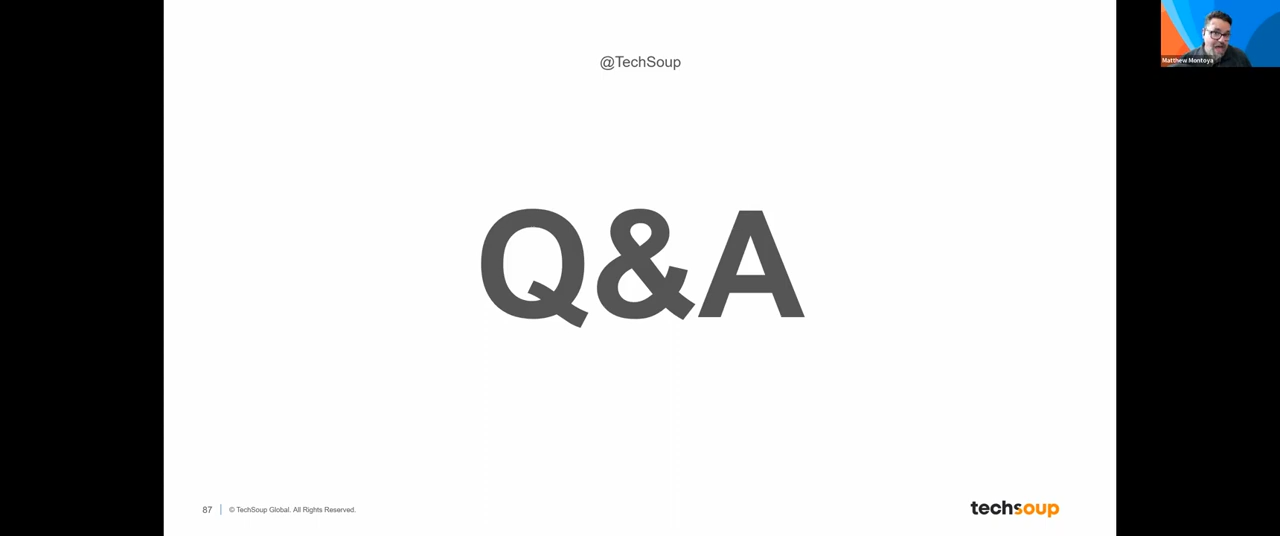 @TechSoup
Matthew Montoya
Q&A
87
© TechSoup Global. All Rights Reserved.
techsoup